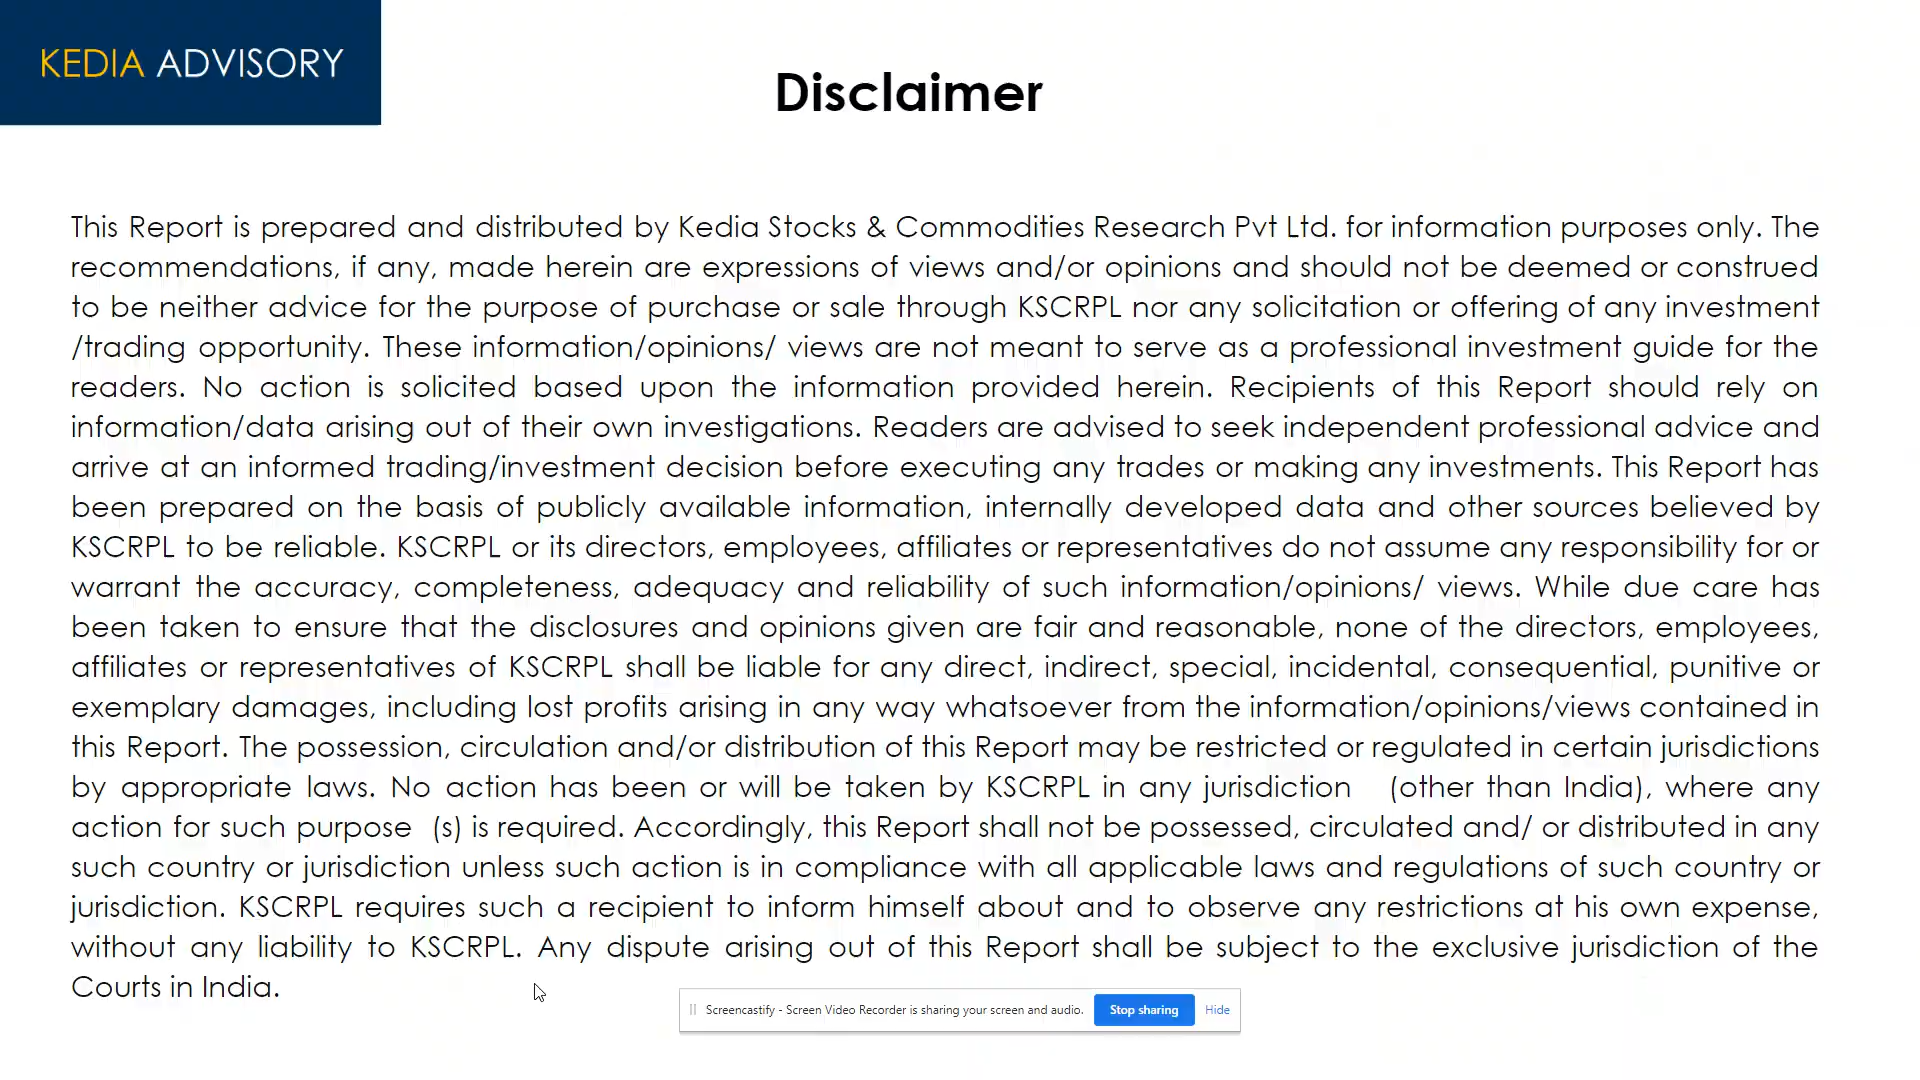 KEDIA ADVISORY
Disclaimer
This Report is prepared and distributed by Kedia Stocks & Commodities Research Pvt Ltd. for information purposes only. The
recommendations, if any, made herein are expressions of views and/or opinions and should not be deemed or construed
to be neither advice for the purpose of purchase or sale through KSCRPL nor any solicitation or offering of any investment
/trading opportunity. These information/opinions/ views are not meant to serve as a professional investment guide for the
readers. No action is solicited based upon the information provided herein. Recipients of this Report should rely on
information/data arising out of their own investigations. Readers are advised to seek independent professional advice and
arrive at an informed trading/investment decision before executing any trades or making any investments. This Report has
been prepared on the basis of publicly available information, internally developed data and other sources believed by
KSCRPL to be reliable. KSCRPL or its directors, employees, affiliates or representatives do not assume any responsibility for or
warrant the accuracy, completeness, adequacy and reliability of such information/opinions/ views. While due care has
been taken to ensure that the disclosures and opinions given are fair and reasonable, none of the directors, employees,
affiliates or representatives of KSCRPL shall be liable for any direct, indirect, special, incidental, consequential, punitive or
exemplary damages, including lost profits arising in any way whatsoever from the information/opinions/views contained in
this Report. The possession, circulation and/or distribution of this Report may be restricted or regulated in certain jurisdictions
by appropriate laws. No action has been or will be taken by KSCRPL in any jurisdiction (other than India), where any
action for such purpose (s) is required. Accordingly, this Report shall not be possessed, circulated and/ or distributed in any
such country or jurisdiction unless such action is in compliance with all applicable laws and regulations of such country or
jurisdiction. KSCRPL requires such a recipient to inform himself about and to observe any restrictions at his own expense,
without any liability to KSCRPL. Any dispute arising out of this Report shall be subject to the exclusive jurisdiction of the
Courts in India.
Screencastify - Screen Video Recorder is sharing your screen and audio. Stop sharing Hide